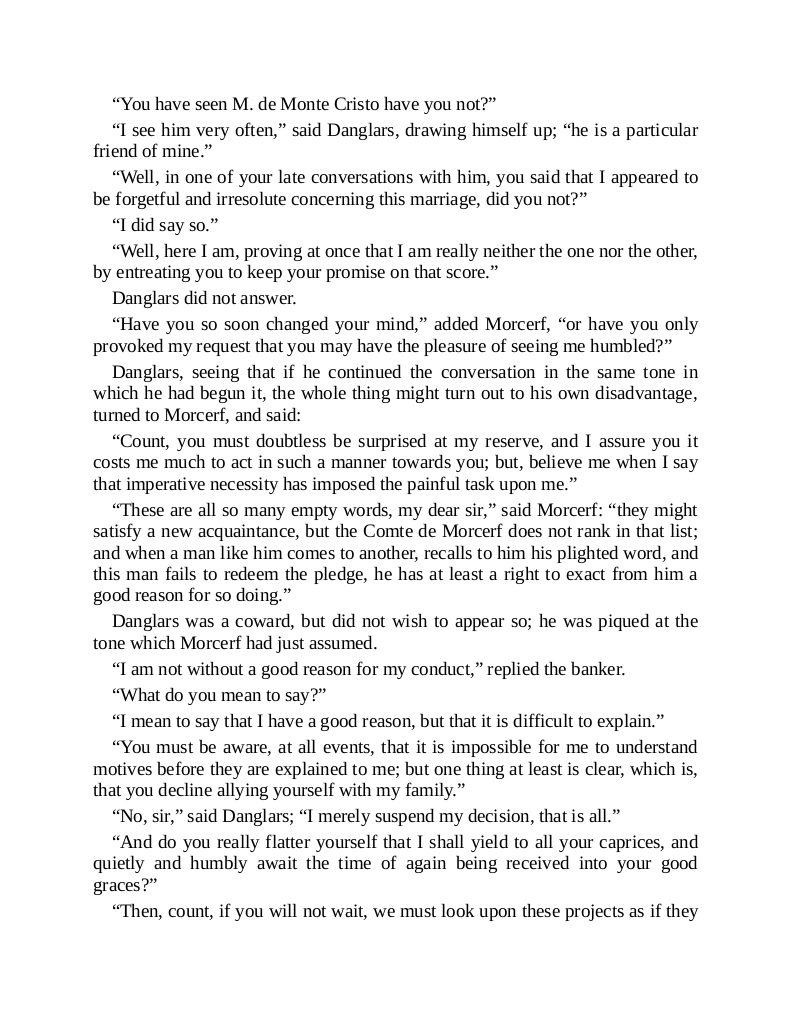 “You have seen M. de Monte Cristo have you not?”
“I see him very often,” said Danglars, drawing himself up; “he is a particular
friend of mine.”
“Well, in one of your late conversations with him, you said that I appeared to
be forgetful and irresolute concerning this marriage, did you not?”
“I did say so.”
“Well, here I am, proving at once that I am really neither the one nor the other,
by entreating you to keep your promise on that score.”
Danglars did not answer.
“Have you so soon changed your mind,” added Morcerf, “or have you only
provoked my request that you may have the pleasure of seeing me humbled?”
Danglars, seeing that if he continued the conversation in the same tone in
which he had begun it, the whole thing might turn out to his own disadvantage,
turned to Morcerf, and said:
“Count, you must doubtless be surprised at my reserve, and I assure you it
costs me much to act in such a manner towards you; but, believe me when I say
that imperative necessity has imposed the painful task upon me.”
“These are all so many empty words, my dear sir,” said Morcerf: “they might
satisfy a new acquaintance, but the Comte de Morcerf does not rank in that list;
and when a man like him comes to another, recalls to him his plighted word, and
this man fails to redeem the pledge, he has at least a right to exact from him a
good reason for so doing.”
Danglars was a coward, but did not wish to appear so; he was piqued at the
tone which Morcerf had just assumed.
“I am not without a good reason for my conduct,” replied the banker.
“What do you mean to say?”
“I mean to say that I have a good reason, but that it is difficult to explain.”
“You must be aware, at all events, that it is impossible for me to understand
motives before they are explained to me; but one thing at least is clear, which is,
that you decline allying yourself with my family.”
“No, sir,” said Danglars; “I merely suspend my decision, that is all.”
“And do you really flatter yourself that I shall yield to all your caprices, and
quietly and humbly await the time of again being received into your good
graces?”
“Then, count, if you will not wait, we must look upon these projects as if they